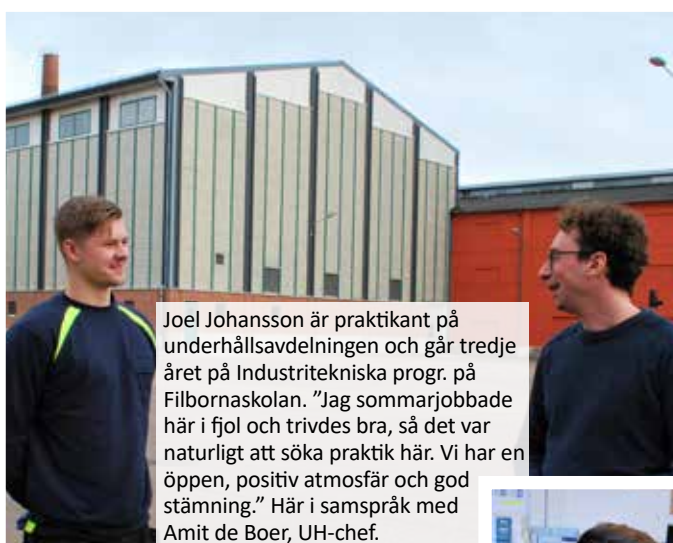 Joel Johansson är praktikant på
underhållsavdelningen och går tredje
året på Industritekniska progr. på
Filbornaskolan. ”Jag sommarjobbade
här i fjol och trivdes bra, så det var
naturligt att söka praktik här. Vi har en
öppen, positiv atmosfär och god
stämning.” Här i samspråk med
Amit de Boer, UH-chef.